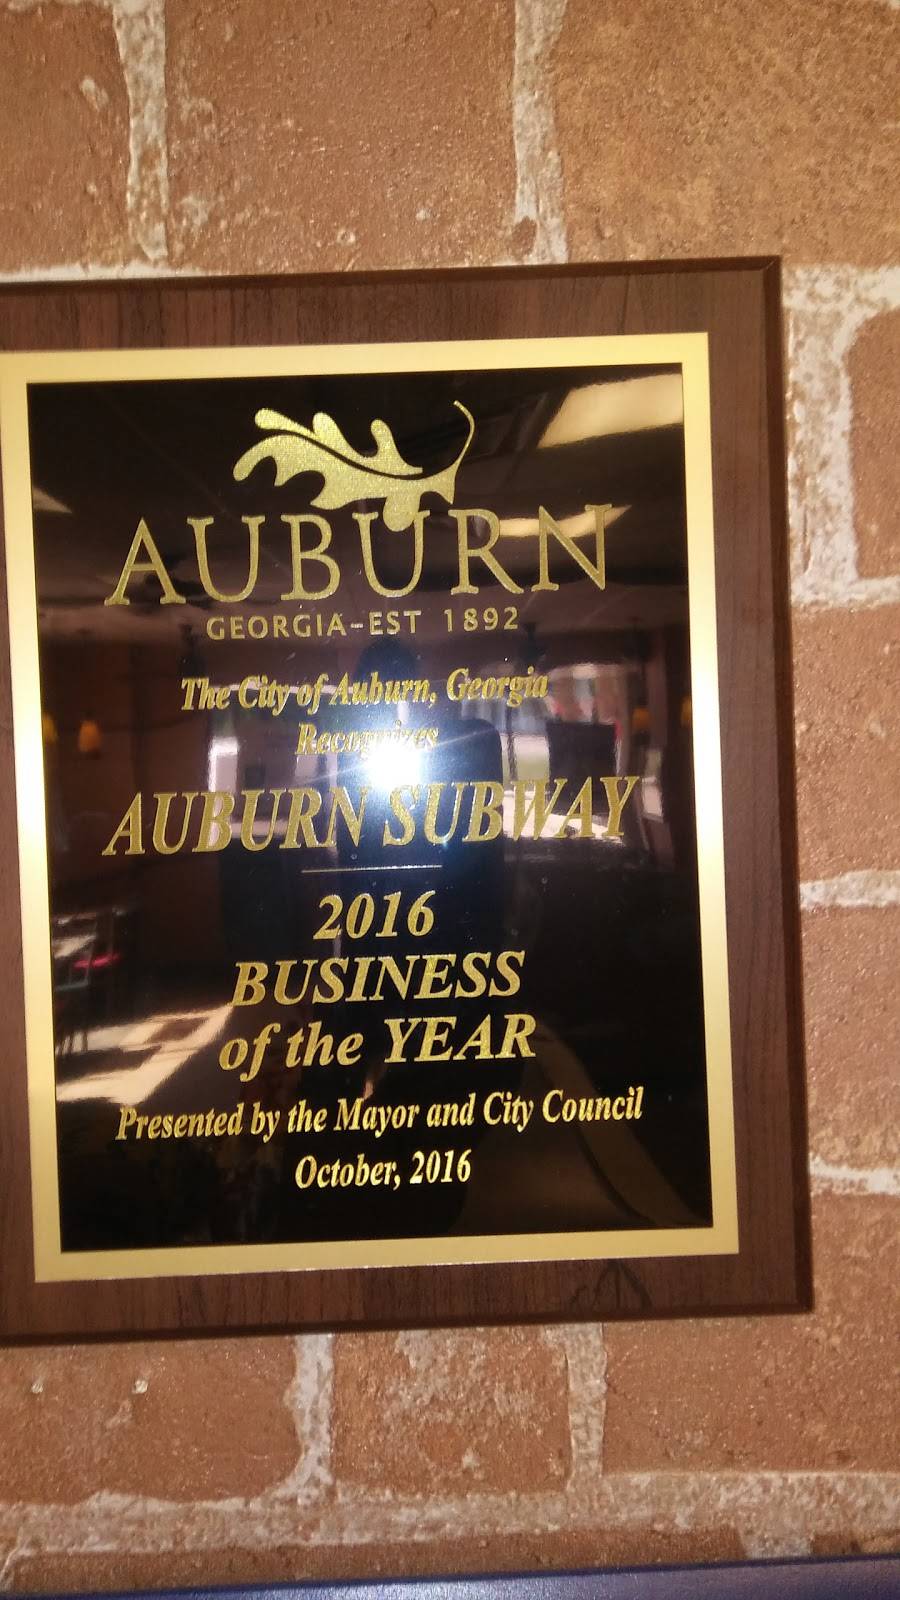 AUBURN
GEORGIA-EST 1892
The City of Auburn, Georgia
Recognizes
AUBURN SUBWAY
2016
BUSINESS
of the YEAR
Presented by the Mayor and City Council
October, 2016